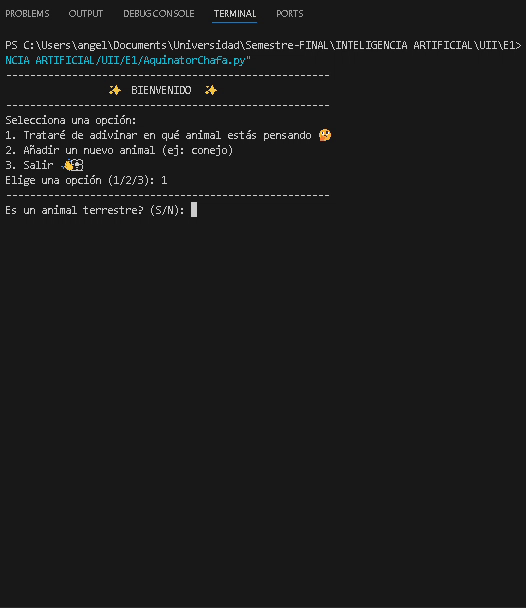 PROBLEMS OUTPUT DEBUG CONSOLE TERMINAL PORTS
PS C:\Users\angel\Documents\Universidad\Semestre-FINAL\INTELIGENCIA ARTIFICIAL\UII\E1>
NCIA ARTIFICIAL/UII/E1/AquinatorChafa.py"
------------------------------------------------------
✨ BIENVENIDO ✨
------------------------------------------------------
Selecciona una opción:
1. Trataré de adivinar en qué animal estás pensando 🤔
2. Añadir un nuevo animal (ej: conejo)
3. Salir 👋
Elige una opción (1/2/3): 1
------------------------------------------------------
Es un animal terrestre? (S/N):